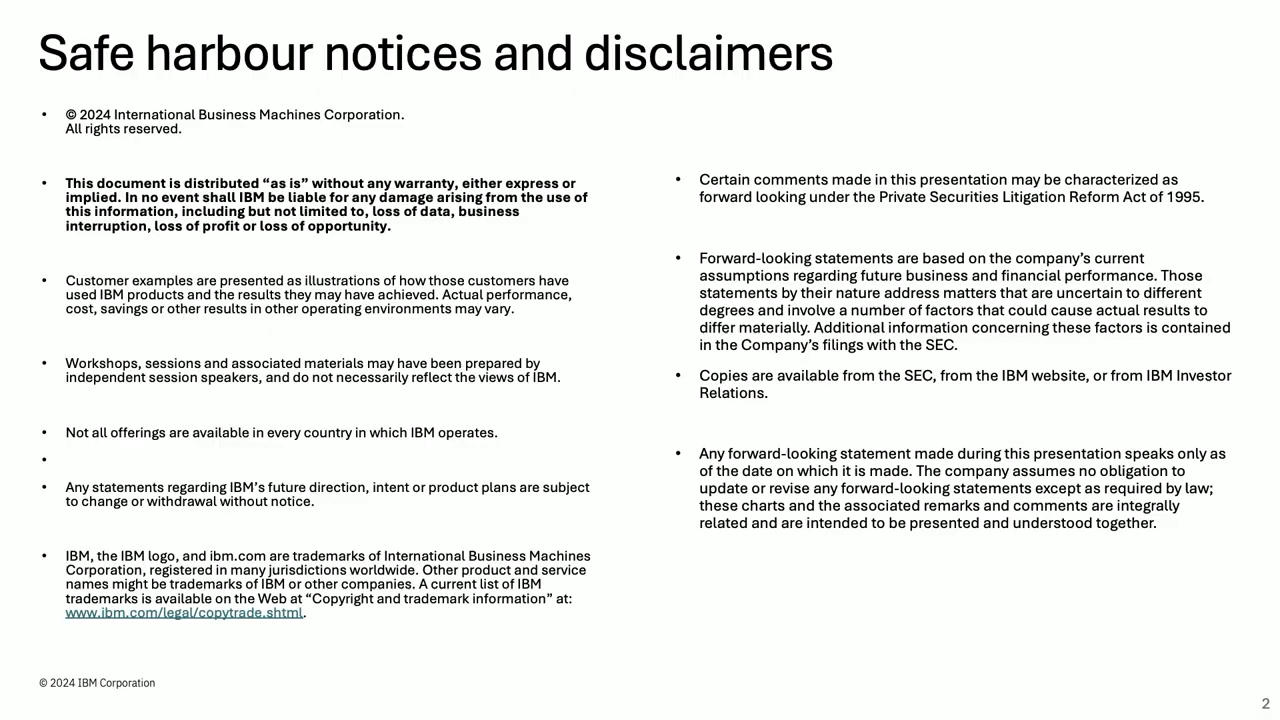 Safe harbour notices and disclaimers
• © 2024 International Business Machines Corporation.
All rights reserved.
• This document is distributed “as is” without any warranty, either express or
implied. In no event shall IBM be liable for any damage arising from the use of
this information, including but not limited to, loss of data, business
interruption, loss of profit or loss of opportunity.
• Customer examples are presented as illustrations of how those customers have
used IBM products and the results they may have achieved. Actual performance,
cost, savings or other results in other operating environments may vary.
• Workshops, sessions and associated materials may have been prepared by
independent session speakers, and do not necessarily reflect the views of IBM.
• Not all offerings are available in every country in which IBM operates.
•
• Any statements regarding IBM’s future direction, intent or product plans are subject
to change or withdrawal without notice.
• IBM, the IBM logo, and ibm.com are trademarks of International Business Machines
Corporation, registered in many jurisdictions worldwide. Other product and service
names might be trademarks of IBM or other companies. A current list of IBM
trademarks is available on the Web at “Copyright and trademark information” at:
www.ibm.com/legal/copytrade.shtml.
• Certain comments made in this presentation may be characterized as
forward looking under the Private Securities Litigation Reform Act of 1995.
• Forward-looking statements are based on the company’s current
assumptions regarding future business and financial performance. Those
statements by their nature address matters that are uncertain to different
degrees and involve a number of factors that could cause actual results to
differ materially. Additional information concerning these factors is contained
in the Company’s filings with the SEC.
• Copies are available from the SEC, from the IBM website, or from IBM Investor
Relations.
• Any forward-looking statement made during this presentation speaks only as
of the date on which it is made. The company assumes no obligation to
update or revise any forward-looking statements except as required by law;
these charts and the associated remarks and comments are integrally
related and are intended to be presented and understood together.
© 2024 IBM Corporation
2